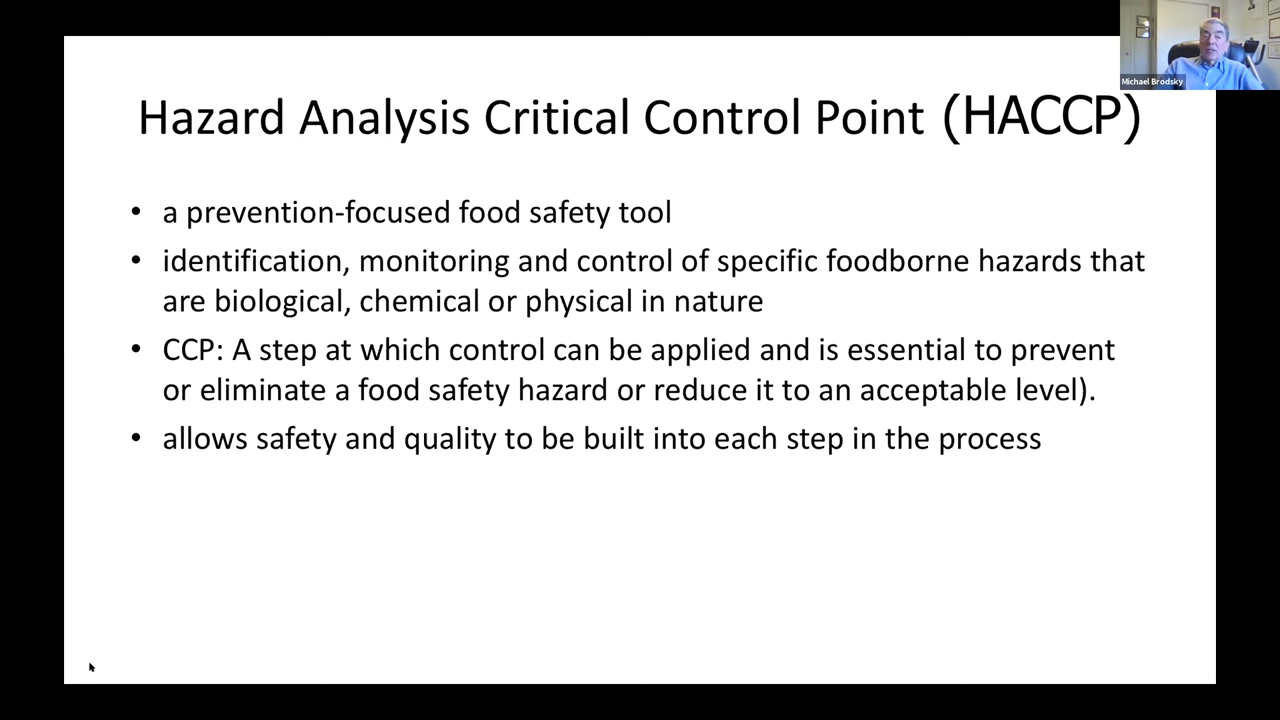 Michael Brodsky
Hazard Analysis Critical Control Point (HACCP)
• a prevention-focused food safety tool
• identification, monitoring and control of specific foodborne hazards that
are biological, chemical or physical in nature
• CCP: A step at which control can be applied and is essential to prevent
or eliminate a food safety hazard or reduce it to an acceptable level).
• allows safety and quality to be built into each step in the process